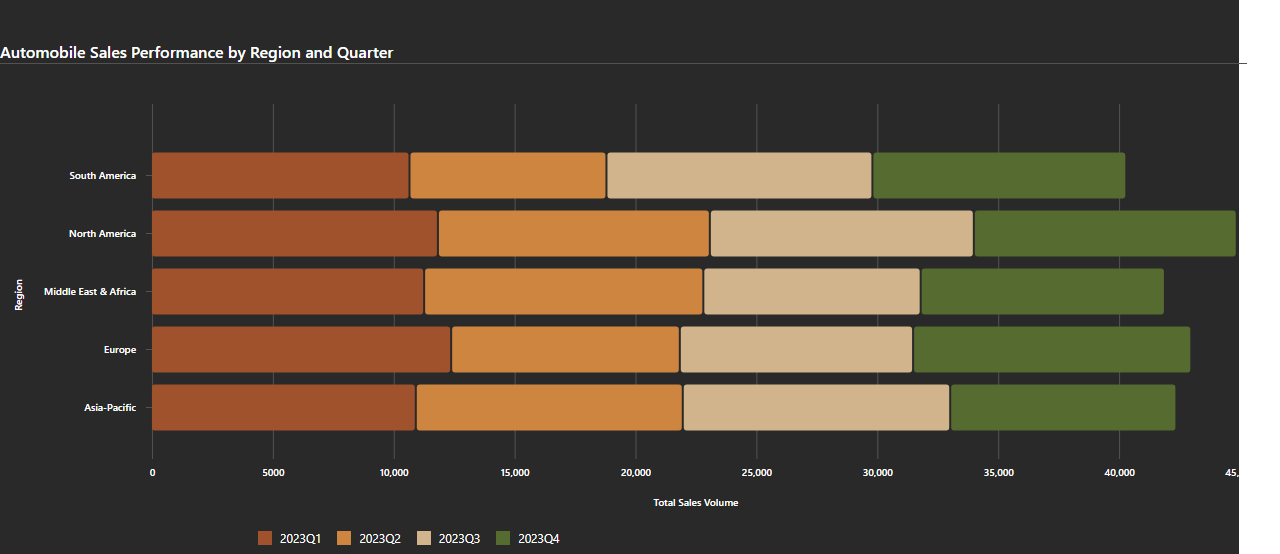 Automobile Sales Performance by Region and Quarter
South America
North America
Middle East & Africa
Europe
Asia-Pacific
Region
0 5000 10,000 15,000 20,000 25,000 30,000 35,000 40,000 45,
Total Sales Volume
2023Q1 2023Q2 2023Q3 2023Q4